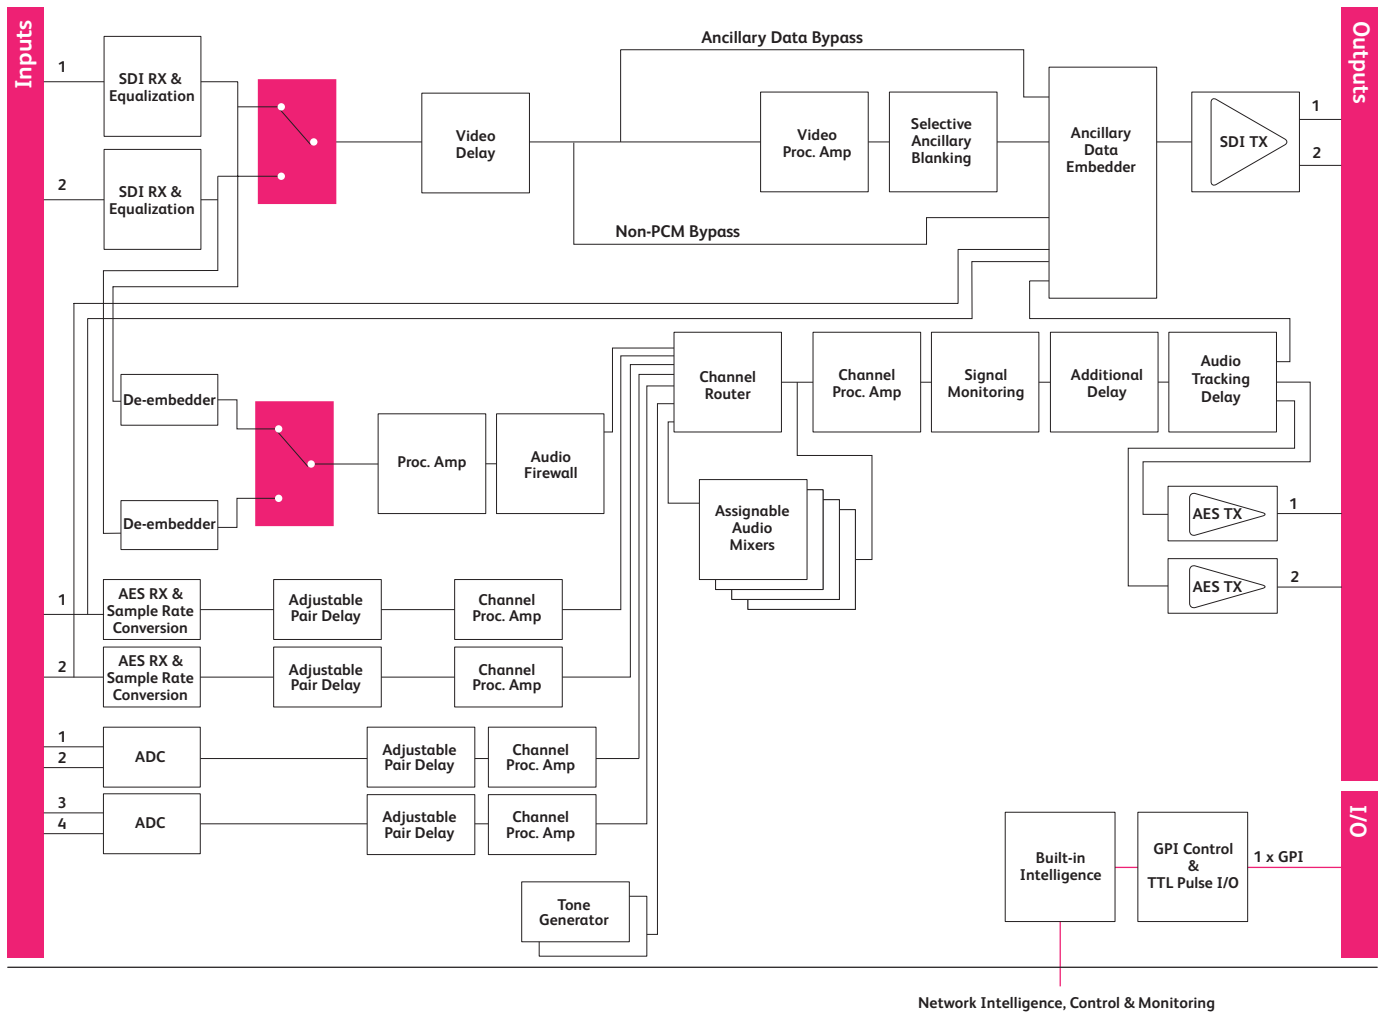 Inputs
Outputs
Ancillary Data Bypass
1
SDI RX &
Equalization
2
SDI RX &
Equalization
Video
Delay
Video
Proc. Amp
Selective
Ancillary
Blanking
Ancillary
Data
Embedder
SDI TX
1
2
Non-PCM Bypass
De-embedder
De-embedder
Proc. Amp
Audio
Firewall
Channel
Router
Channel
Proc. Amp
Signal
Monitoring
Additional
Delay
Audio
Tracking
Delay
Assignable
Audio
Mixers
AES TX
1
AES TX
2
1
AES RX &
Sample Rate
Conversion
Adjustable
Pair Delay
Channel
Proc. Amp
2
AES RX &
Sample Rate
Conversion
Adjustable
Pair Delay
Channel
Proc. Amp
1
2
ADC
Adjustable
Pair Delay
Channel
Proc. Amp
3
4
ADC
Adjustable
Pair Delay
Channel
Proc. Amp
Tone
Generator
Built-in
Intelligence
GPI Control
&
TTL Pulse I/O
1 x GPI
I/O
Network Intelligence, Control & Monitoring